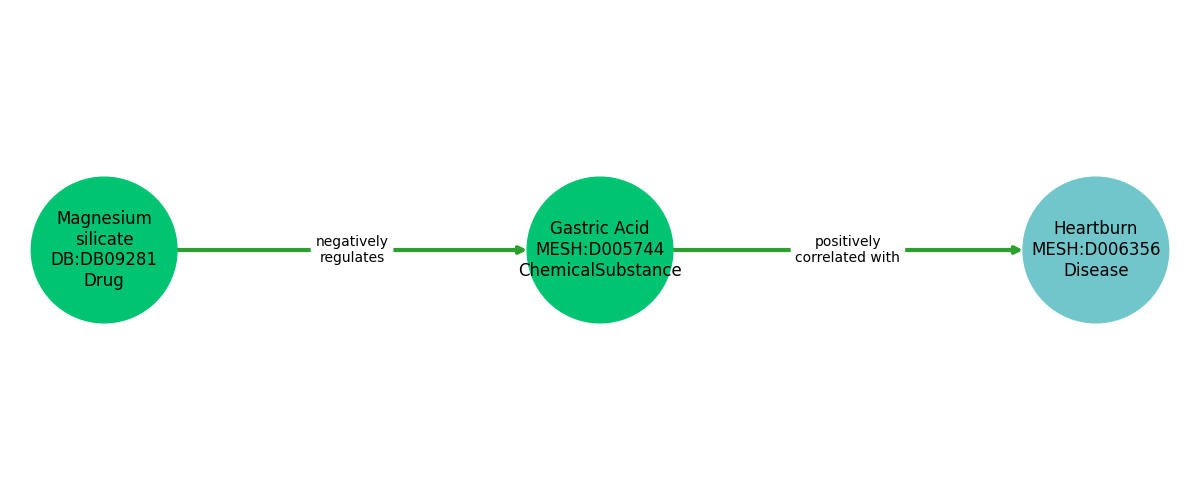 Magnesium
silicate
DB:DB09281
Drug
negatively
regulates
Gastric Acid
MESH:D005744
ChemicalSubstance
positively
correlated with
Heartburn
MESH:D006356
Disease